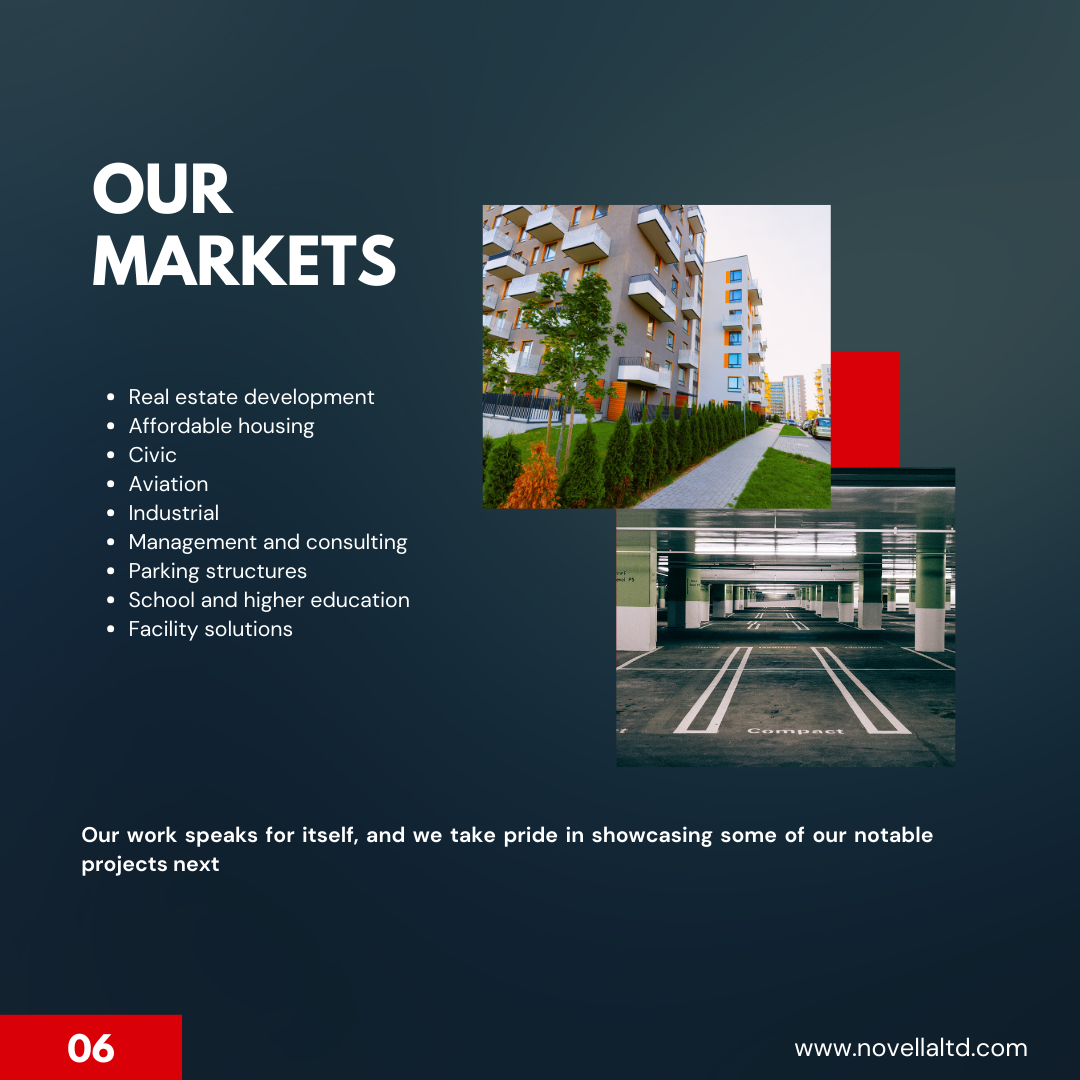 OUR
MARKETS
Real estate development
Affordable housing
Civic
Aviation
Industrial
Management and consulting
Parking structures
School and higher education
Facility solutions
Compact
Our work speaks for itself, and we take pride in showcasing some of our notable
projects next
06
www.novellaltd.com